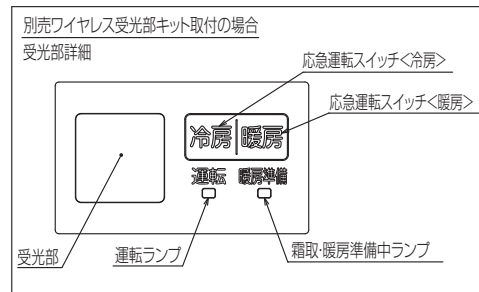 別売ワイヤレス受光部キット取付の場合
受光部詳細
応急運転スイッチ<冷房>
応急運転スイッチ<暖房>
冷房 暖房
運転 暖房準備
受光部
運転ランプ
霜取･暖房準備中ランプ